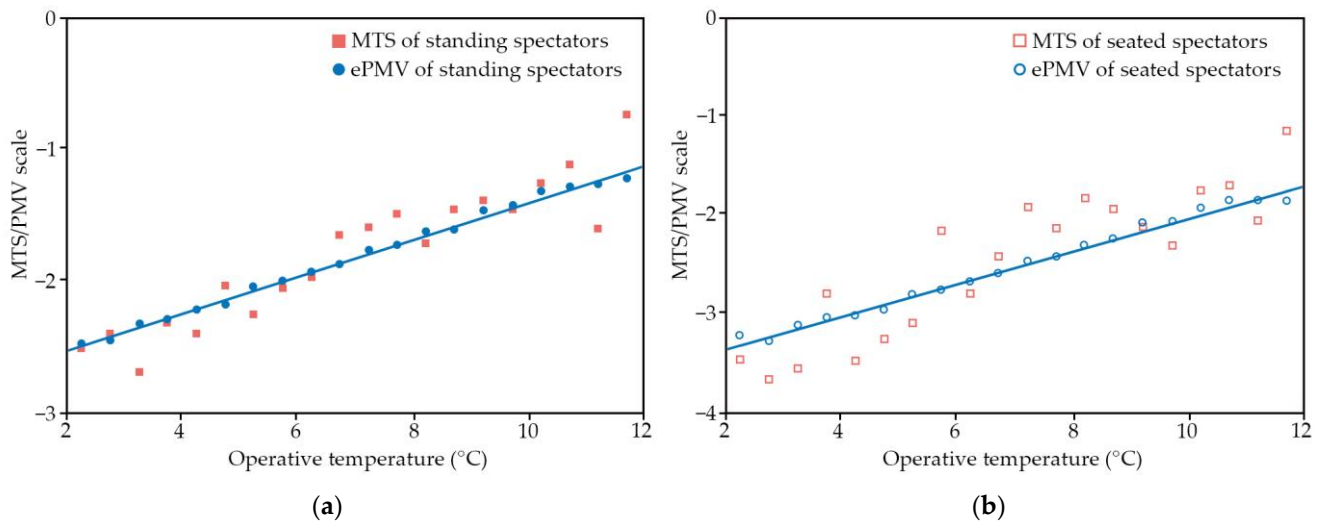 0
MTS of standing spectators
ePMV of standing spectators
−1
−2
−3
MTS/PMV scale
2 4 6 8 10 12
Operative temperature (°C)
(a)
0
MTS of seated spectators
ePMV of seated spectators
−1
−2
−3
−4
MTS/PMV scale
2 4 6 8 10 12
Operative temperature (°C)
(b)